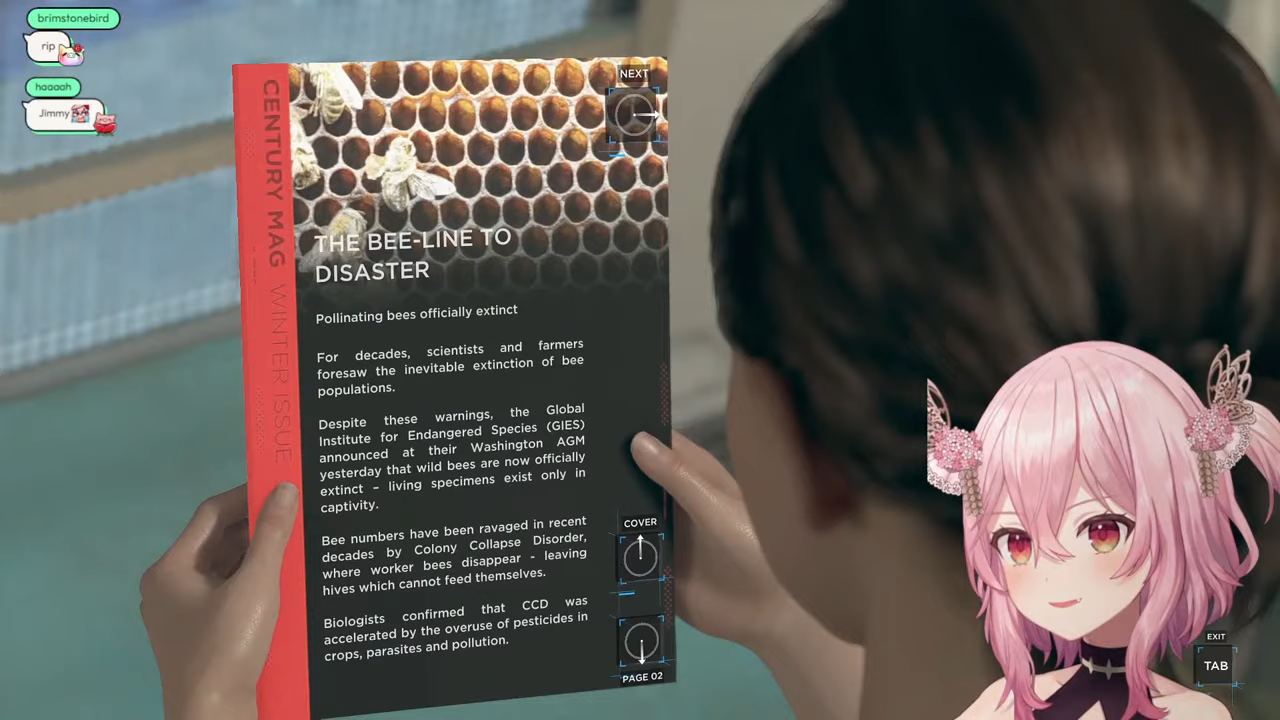 brimstonebird
rip
haaaah
Jimmy
CENTURY MAG WINTER ISSUE
NEXT
THE BEE-LINE TO
DISASTER
Pollinating bees officially extinct
For decades, scientists and farmers
foresaw the inevitable extinction of bee
populations.
Despite these warnings, the Global
Institute for Endangered Species (GIES)
announced at their Washington AGM
yesterday that wild bees are now officially
extinct – living specimens exist only in
captivity.
Bee numbers have been ravaged in recent
decades by Colony Collapse Disorder,
where worker bees disappear - leaving
hives which cannot feed themselves.
Biologists confirmed that CCD was
accelerated by the overuse of pesticides in
crops, parasites and pollution.
COVER
PAGE 02
EXIT
TAB